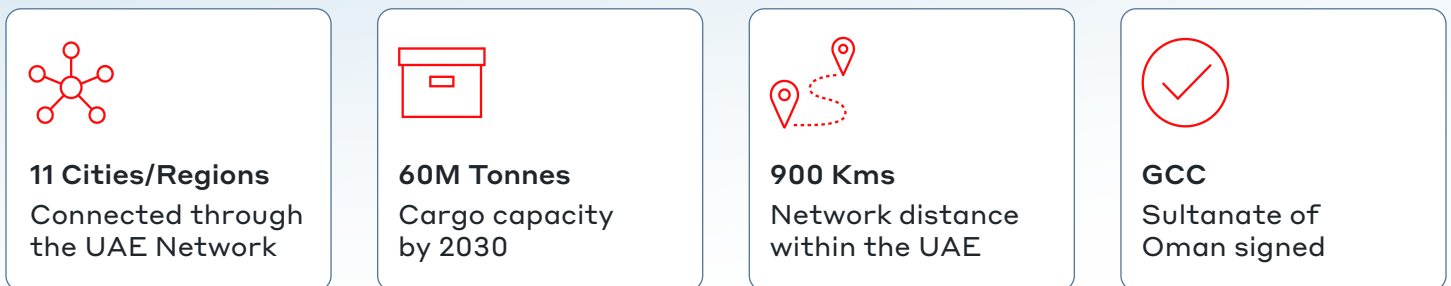 11 Cities/Regions
Connected through
the UAE Network
60M Tonnes
Cargo capacity
by 2030
900 Kms
Network distance
within the UAE
GCC
Sultanate of
Oman signed